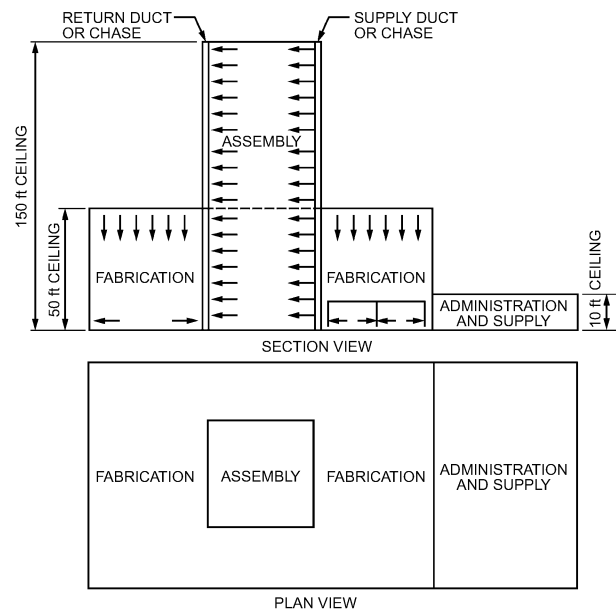 RETURN DUCT
OR CHASE
SUPPLY DUCT
OR CHASE
150 ft CEILING
ASSEMBLY
50 ft CEILING
FABRICATION
FABRICATION
10 ft CEILING
ADMINISTRATION
AND SUPPLY
SECTION VIEW
FABRICATION
ASSEMBLY
FABRICATION
ADMINISTRATION
AND SUPPLY
PLAN VIEW